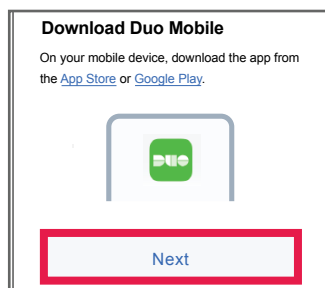 Download Duo Mobile
On your mobile device, download the app from
the App Store or Google Play.
DUO
Next